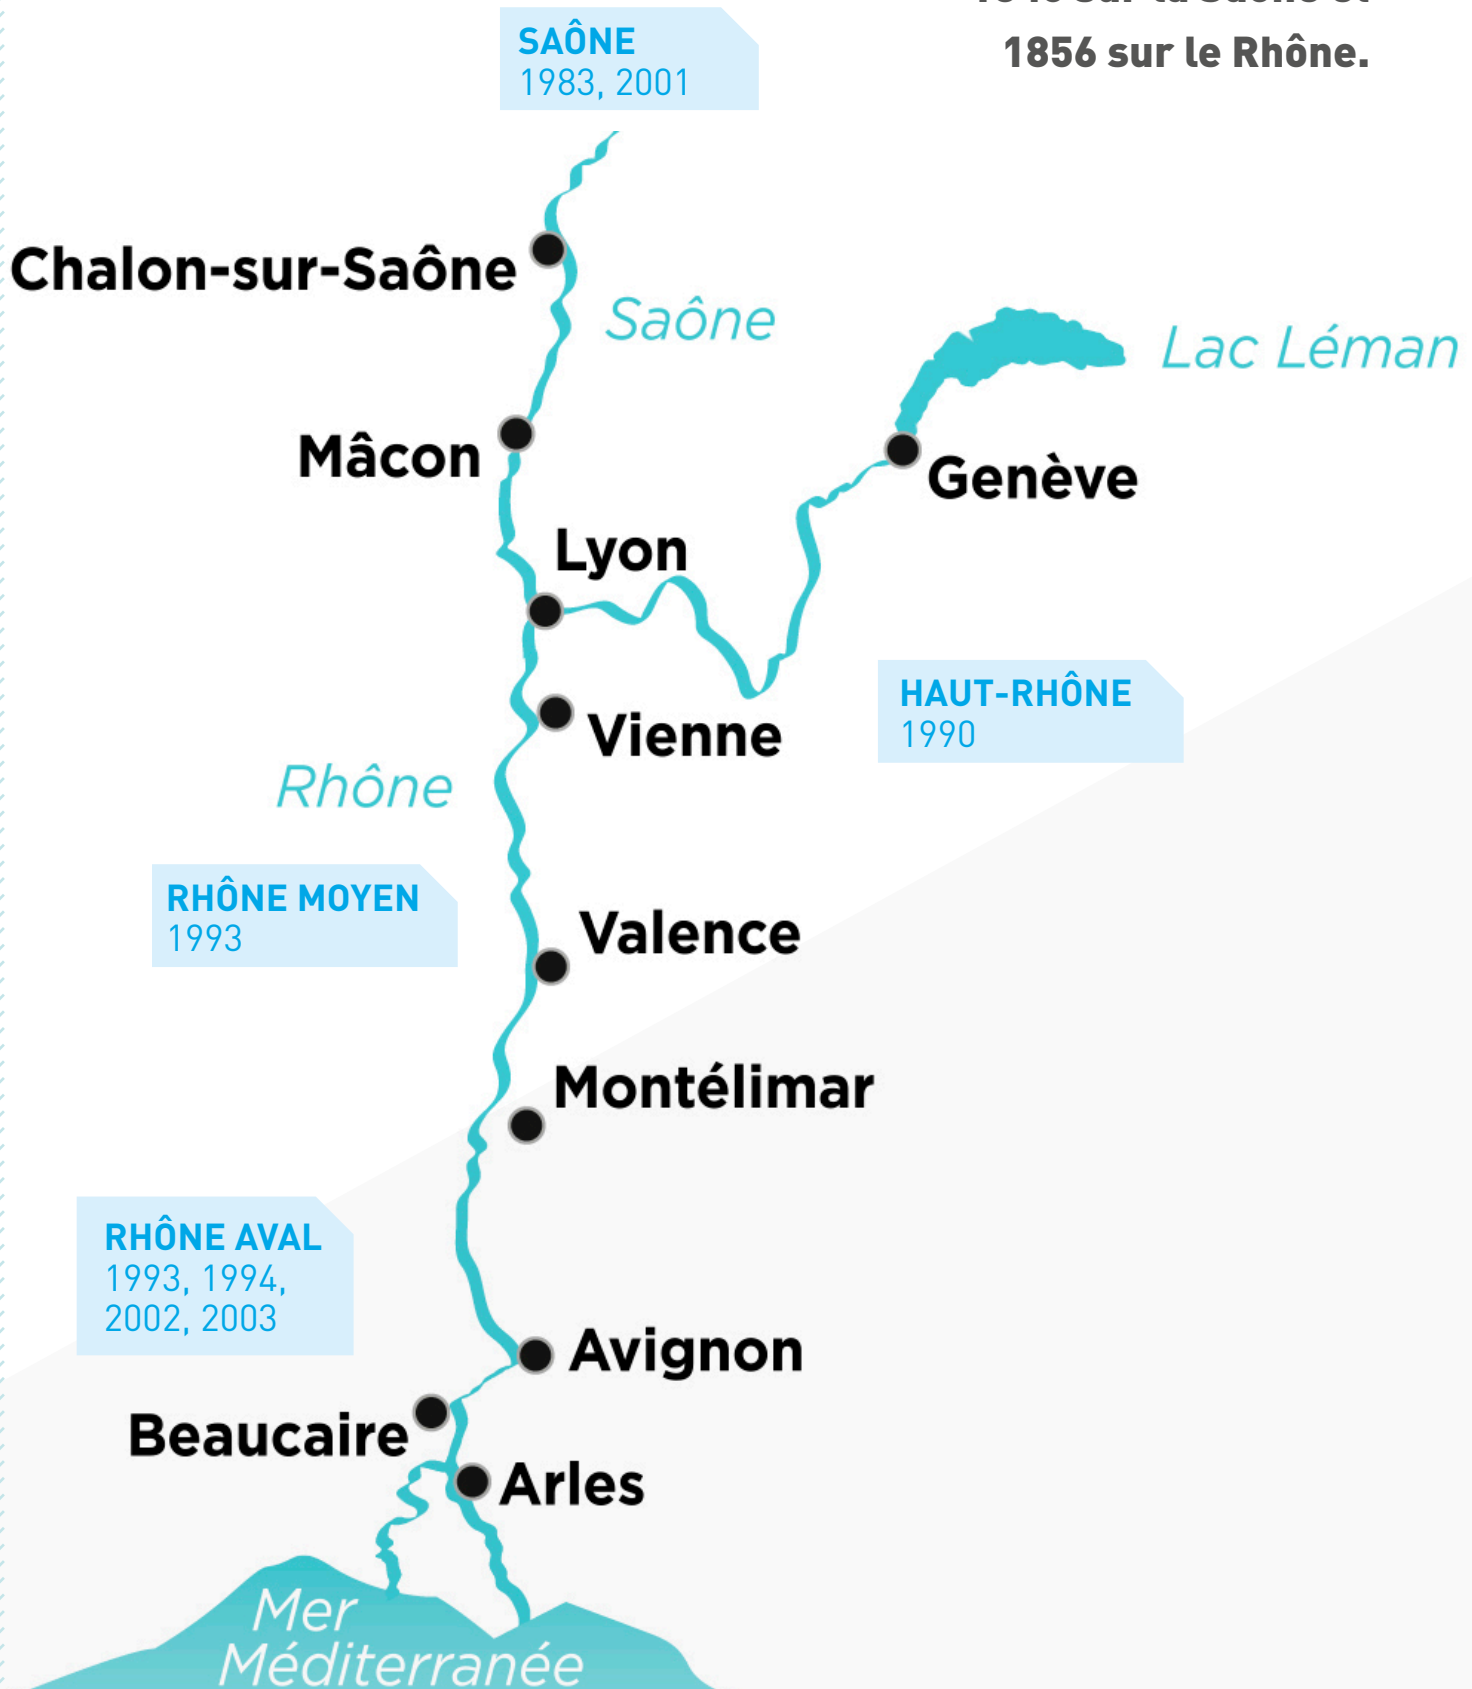 1856 sur le Rhône.
SAÔNE
1983, 2001
Chalon-sur-Saône
Saône
Lac Léman
Mâcon
Genève
Lyon
HAUT-RHÔNE
1990
Vienne
Rhône
RHÔNE MOYEN
1993
Valence
Montélimar
RHÔNE AVAL
1993, 1994,
2002, 2003
Avignon
Beaucaire
Arles
Mer
Méditerranée